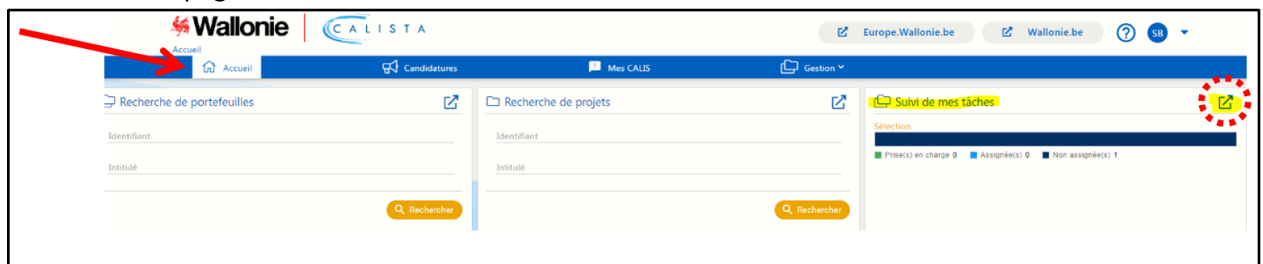 Wallonie CALISTA Europe.Wallonie.be Wallonie.be ? SB
Accueil
Accueil Candidatures Mes CALIS Gestion
Recherche de portefeuilles Recherche de projets Suivi de mes tâches
Identifiant Identifiant Sélection
Prise(s) en charge 0 Assignée(s) 0 Non assignée(s) 1
Intitulé Intitulé
Rechercher Rechercher